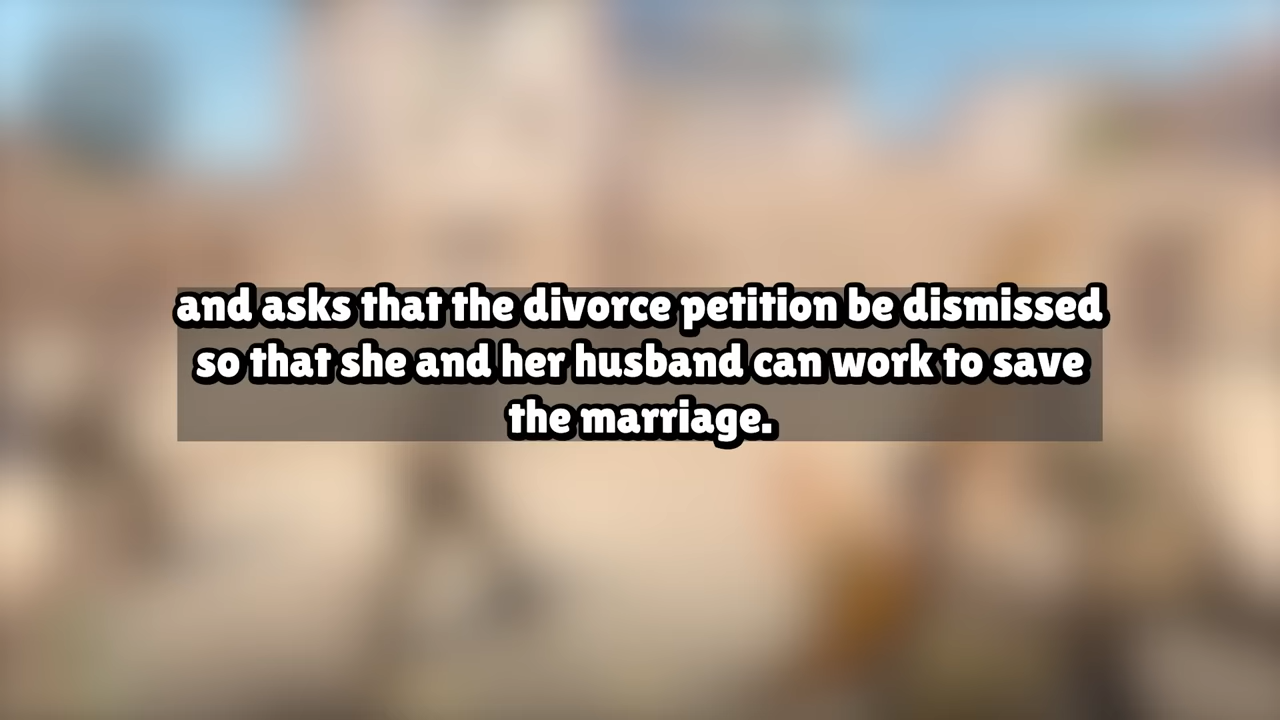 and asks that the divorce petition be dismissed
so that she and her husband can work to save
the marriage.